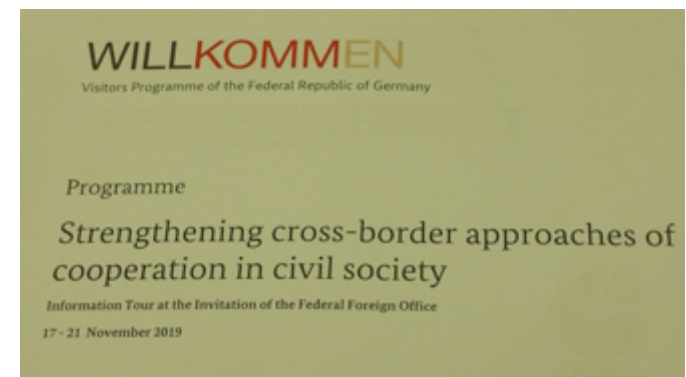 WILLKOMMEN
Visitors Programme of the Federal Republic of Germany
Programme
Strengthening cross-border approaches of
cooperation in civil society
Information Tour at the Invitation of the Federal Foreign Office
17 - 21 November 2019